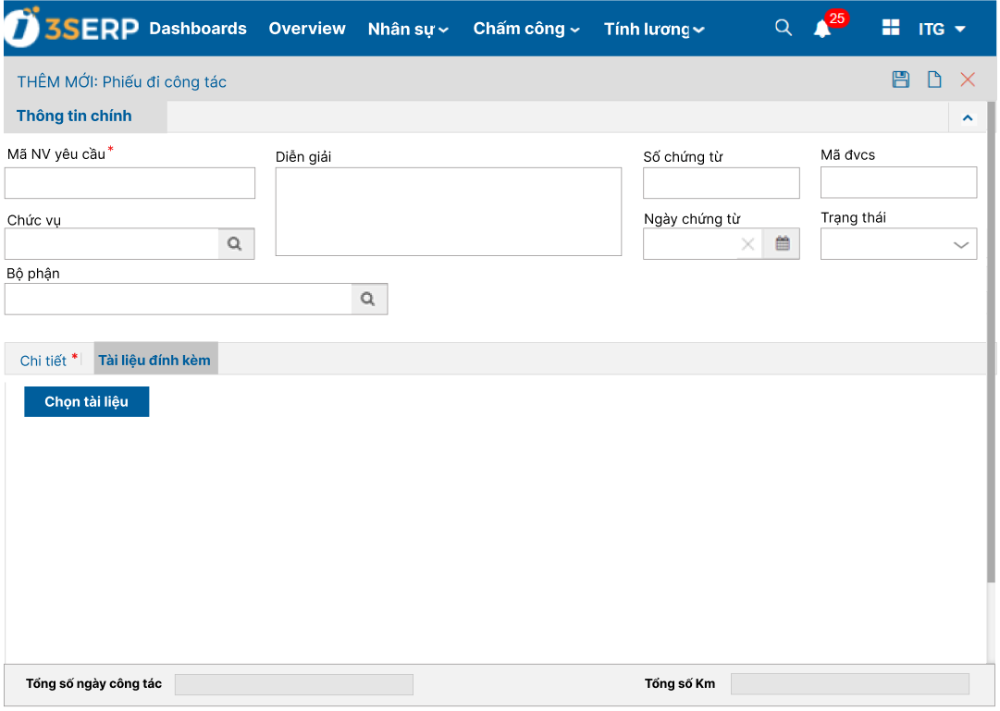 3SERP Dashboards Overview Nhân sự Chấm công Tính lương 25 ITG
THÊM MỚI: Phiếu đi công tác
Thông tin chính
Mã NV yêu cầu* Diễn giải Số chứng từ Mã đvcs
Chức vụ Ngày chứng từ Trạng thái
Bộ phận
Chi tiết * Tài liệu đính kèm
Chọn tài liệu
Tổng số ngày công tác Tổng số Km